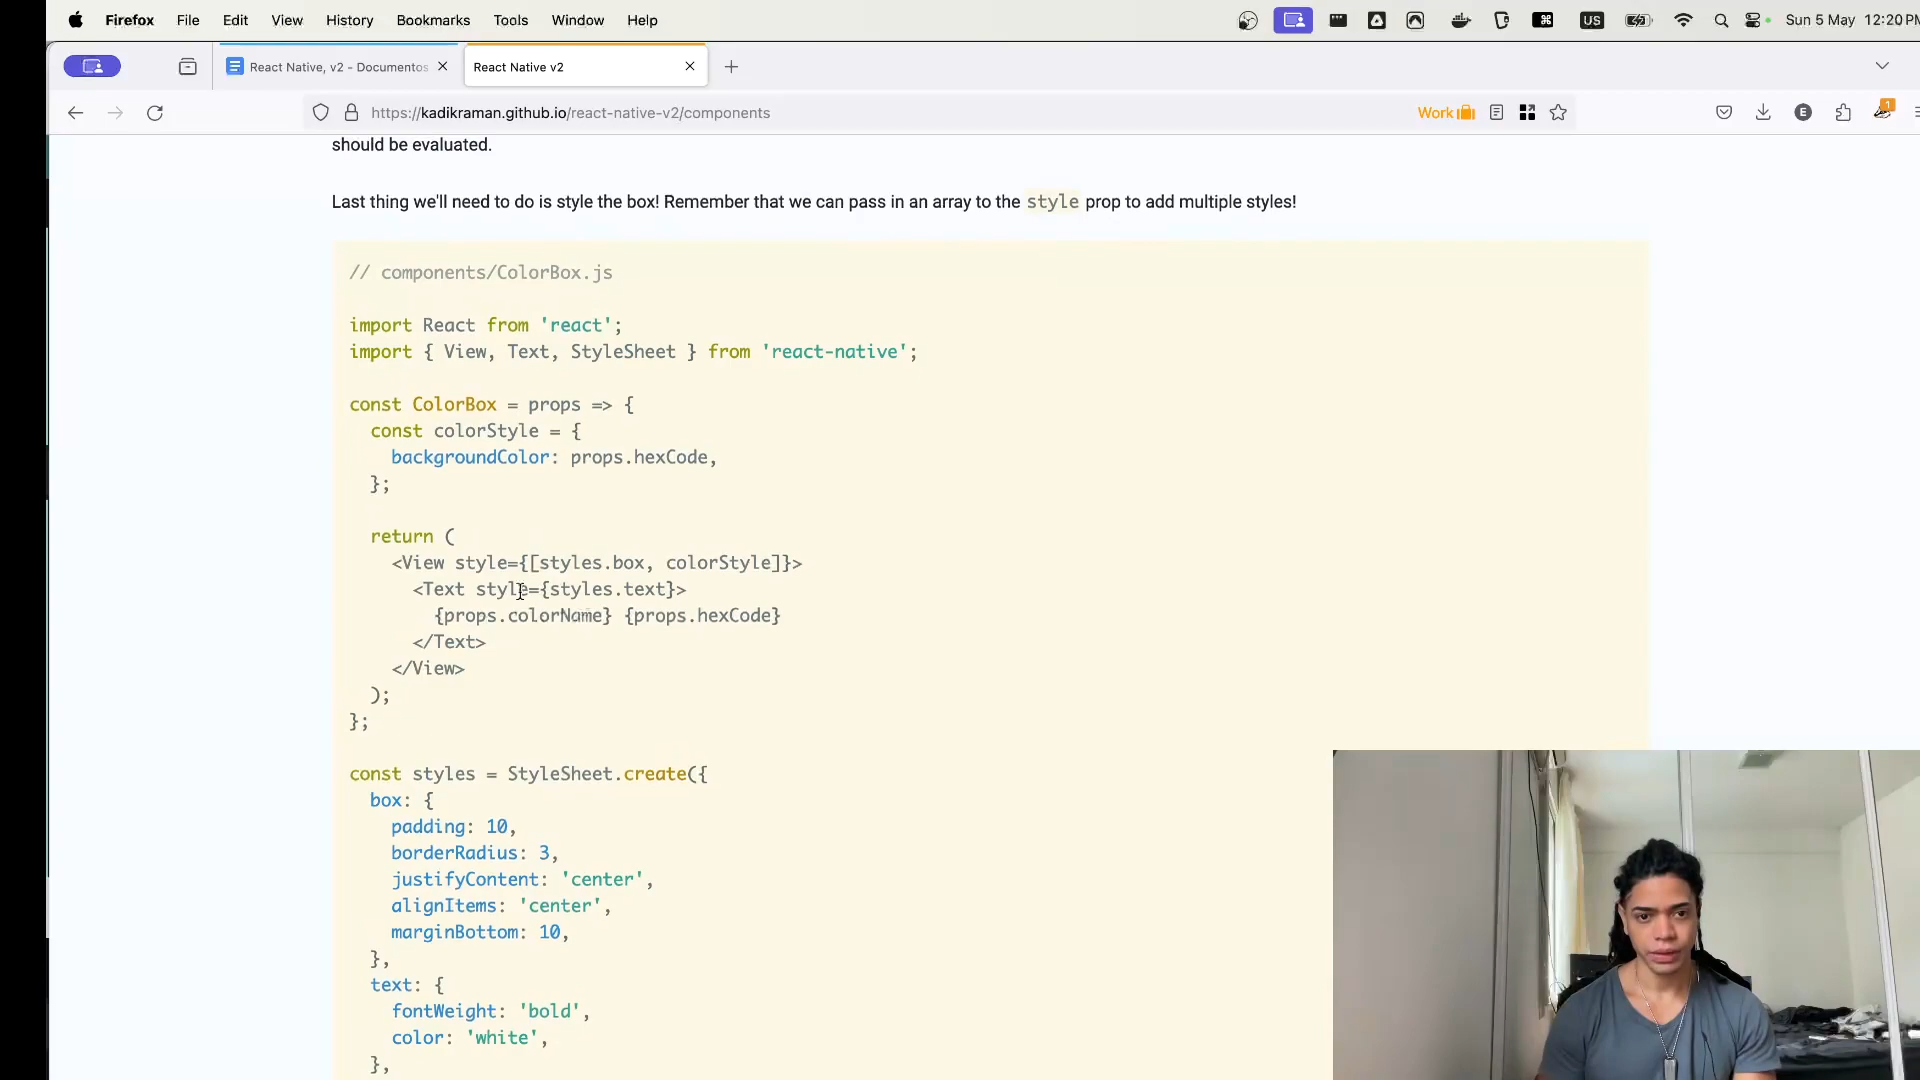 Firefox File Edit View History Bookmarks Tools Window Help US Sun 5 May 12:20PM
React Native, v2 - Documentos React Native v2
https://kadikraman.github.io/react-native-v2/components Work E 1
should be evaluated.
Last thing we'll need to do is style the box! Remember that we can pass in an array to the style prop to add multiple styles!
// components/ColorBox.js
import React from 'react';
import { View, Text, StyleSheet } from 'react-native';
const ColorBox = props => {
const colorStyle = {
backgroundColor: props.hexCode,
};
return (
<View style={[styles.box, colorStyle]}>
<Text style={styles.text}>
{props.colorName} {props.hexCode}
</Text>
</View>
);
};
const styles = StyleSheet.create({
box: {
padding: 10,
borderRadius: 3,
justifyContent: 'center',
alignItems: 'center',
marginBottom: 10,
},
text: {
fontWeight: 'bold',
color: 'white',
},